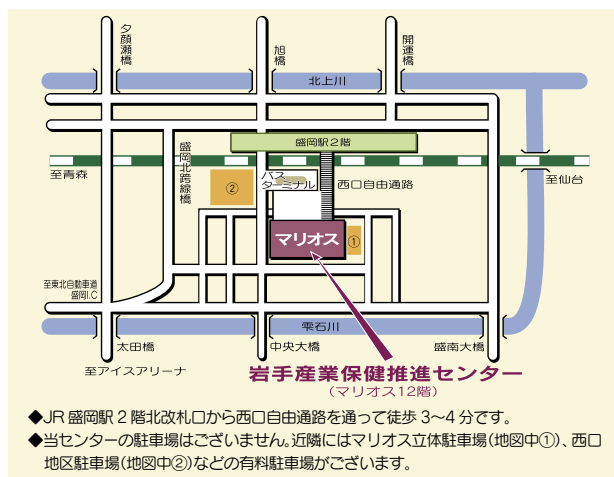 夕顔瀬橋
旭橋
開運橋
北上川
盛岡駅2階
盛岡北跨線橋
至青森
②
バス
ターミナル
西口自由通路
至仙台
マリオス
①
至東北自動車道
盛岡I.C
雫石川
太田橋
中央大橋
盛南大橋
至アイスアリーナ
岩手産業保健推進センター
(マリオス12階)
◆JR盛岡駅2階北改札口から西口自由通路を通って徒歩3~4分です。
◆当センターの駐車場はございません。近隣にはマリオス立体駐車場(地図中①)、西口
地区駐車場(地図中②)などの有料駐車場がございます。